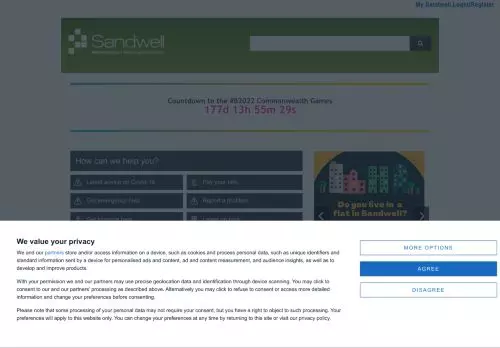 My Sandwell Login/Register
Sandwell
Countdown to the #B2022 Commonwealth Games
177d 13h 55m 29s
How can we help you?
Latest advice on Covid-19
Pay your rent
Get emergency help
Report a problem
Do you live in a
flat in Sandwell?
We value your privacy
We and our partners store and/or access information on a device, such as cookies and process personal data, such as unique identifiers and
standard information sent by a device for personalised ads and content, ad and content measurement, and audience insights, as well as to
develop and improve products.
With your permission we and our partners may use precise geolocation data and identification through device scanning. You may click to
consent to our and our partners' processing as described above. Alternatively you may click to refuse to consent or access more detailed
information and change your preferences before consenting.
Please note that some processing of your personal data may not require your consent, but you have a right to object to such processing. Your
preferences will apply to this website only. You can change your preferences at any time by returning to this site or visit our privacy policy.
MORE OPTIONS
AGREE
DISAGREE